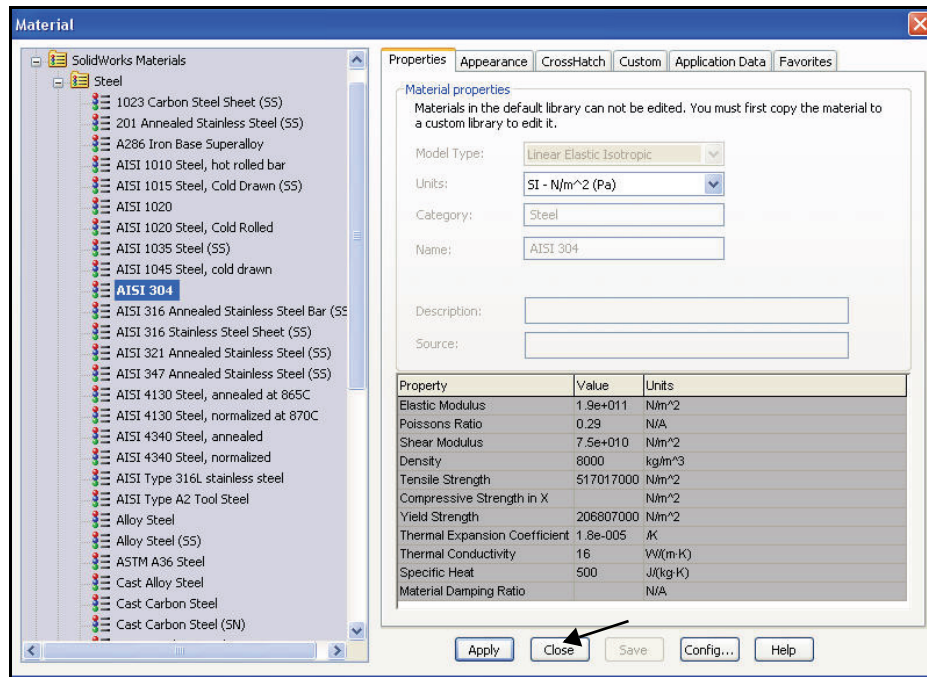 Material
SolidWorks Materials
Steel
1023 Carbon Steel Sheet (SS)
201 Annealed Stainless Steel (SS)
A286 Iron Base Superalloy
AISI 1010 Steel, hot rolled bar
AISI 1015 Steel, Cold Drawn (SS)
AISI 1020
AISI 1020 Steel, Cold Rolled
AISI 1035 Steel (SS)
AISI 1045 Steel, cold drawn
AISI 304
AISI 316 Annealed Stainless Steel Bar (SS
AISI 316 Stainless Steel Sheet (SS)
AISI 321 Annealed Stainless Steel (SS)
AISI 347 Annealed Stainless Steel (SS)
AISI 4130 Steel, annealed at 865C
AISI 4130 Steel, normalized at 870C
AISI 4340 Steel, annealed
AISI 4340 Steel, normalized
AISI Type 316L stainless steel
AISI Type A2 Tool Steel
Alloy Steel
Alloy Steel (SS)
ASTM A36 Steel
Cast Alloy Steel
Cast Carbon Steel
Cast Carbon Steel (SN)
Properties Appearance CrossHatch Custom Application Data Favorites
Material properties
Materials in the default library can not be edited. You must first copy the material to
a custom library to edit it.
Model Type: Linear Elastic Isotropic
Units: SI - N/m^2 (Pa)
Category: Steel
Name: AISI 304
Description:
Source:
Property Value Units
Elastic Modulus 1.9e+011 N/m^2
Poissons Ratio 0.29 N/A
Shear Modulus 7.5e+010 N/m^2
Density 8000 kg/m^3
Tensile Strength 517017000 N/m^2
Compressive Strength in X N/m^2
Yield Strength 206807000 N/m^2
Thermal Expansion Coefficient 1.8e-005 /K
Thermal Conductivity 16 W/(m·K)
Specific Heat 500 J/(kg·K)
Material Damping Ratio N/A
Apply Close Save Config... Help